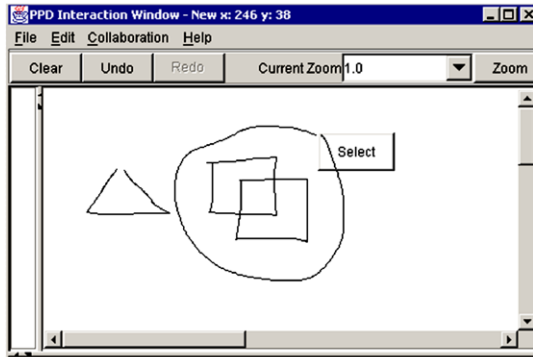 PPD Interaction Window - New x: 246 y: 38
File Edit Collaboration Help
Clear Undo Redo Current Zoom 1.0 Zoom
Select